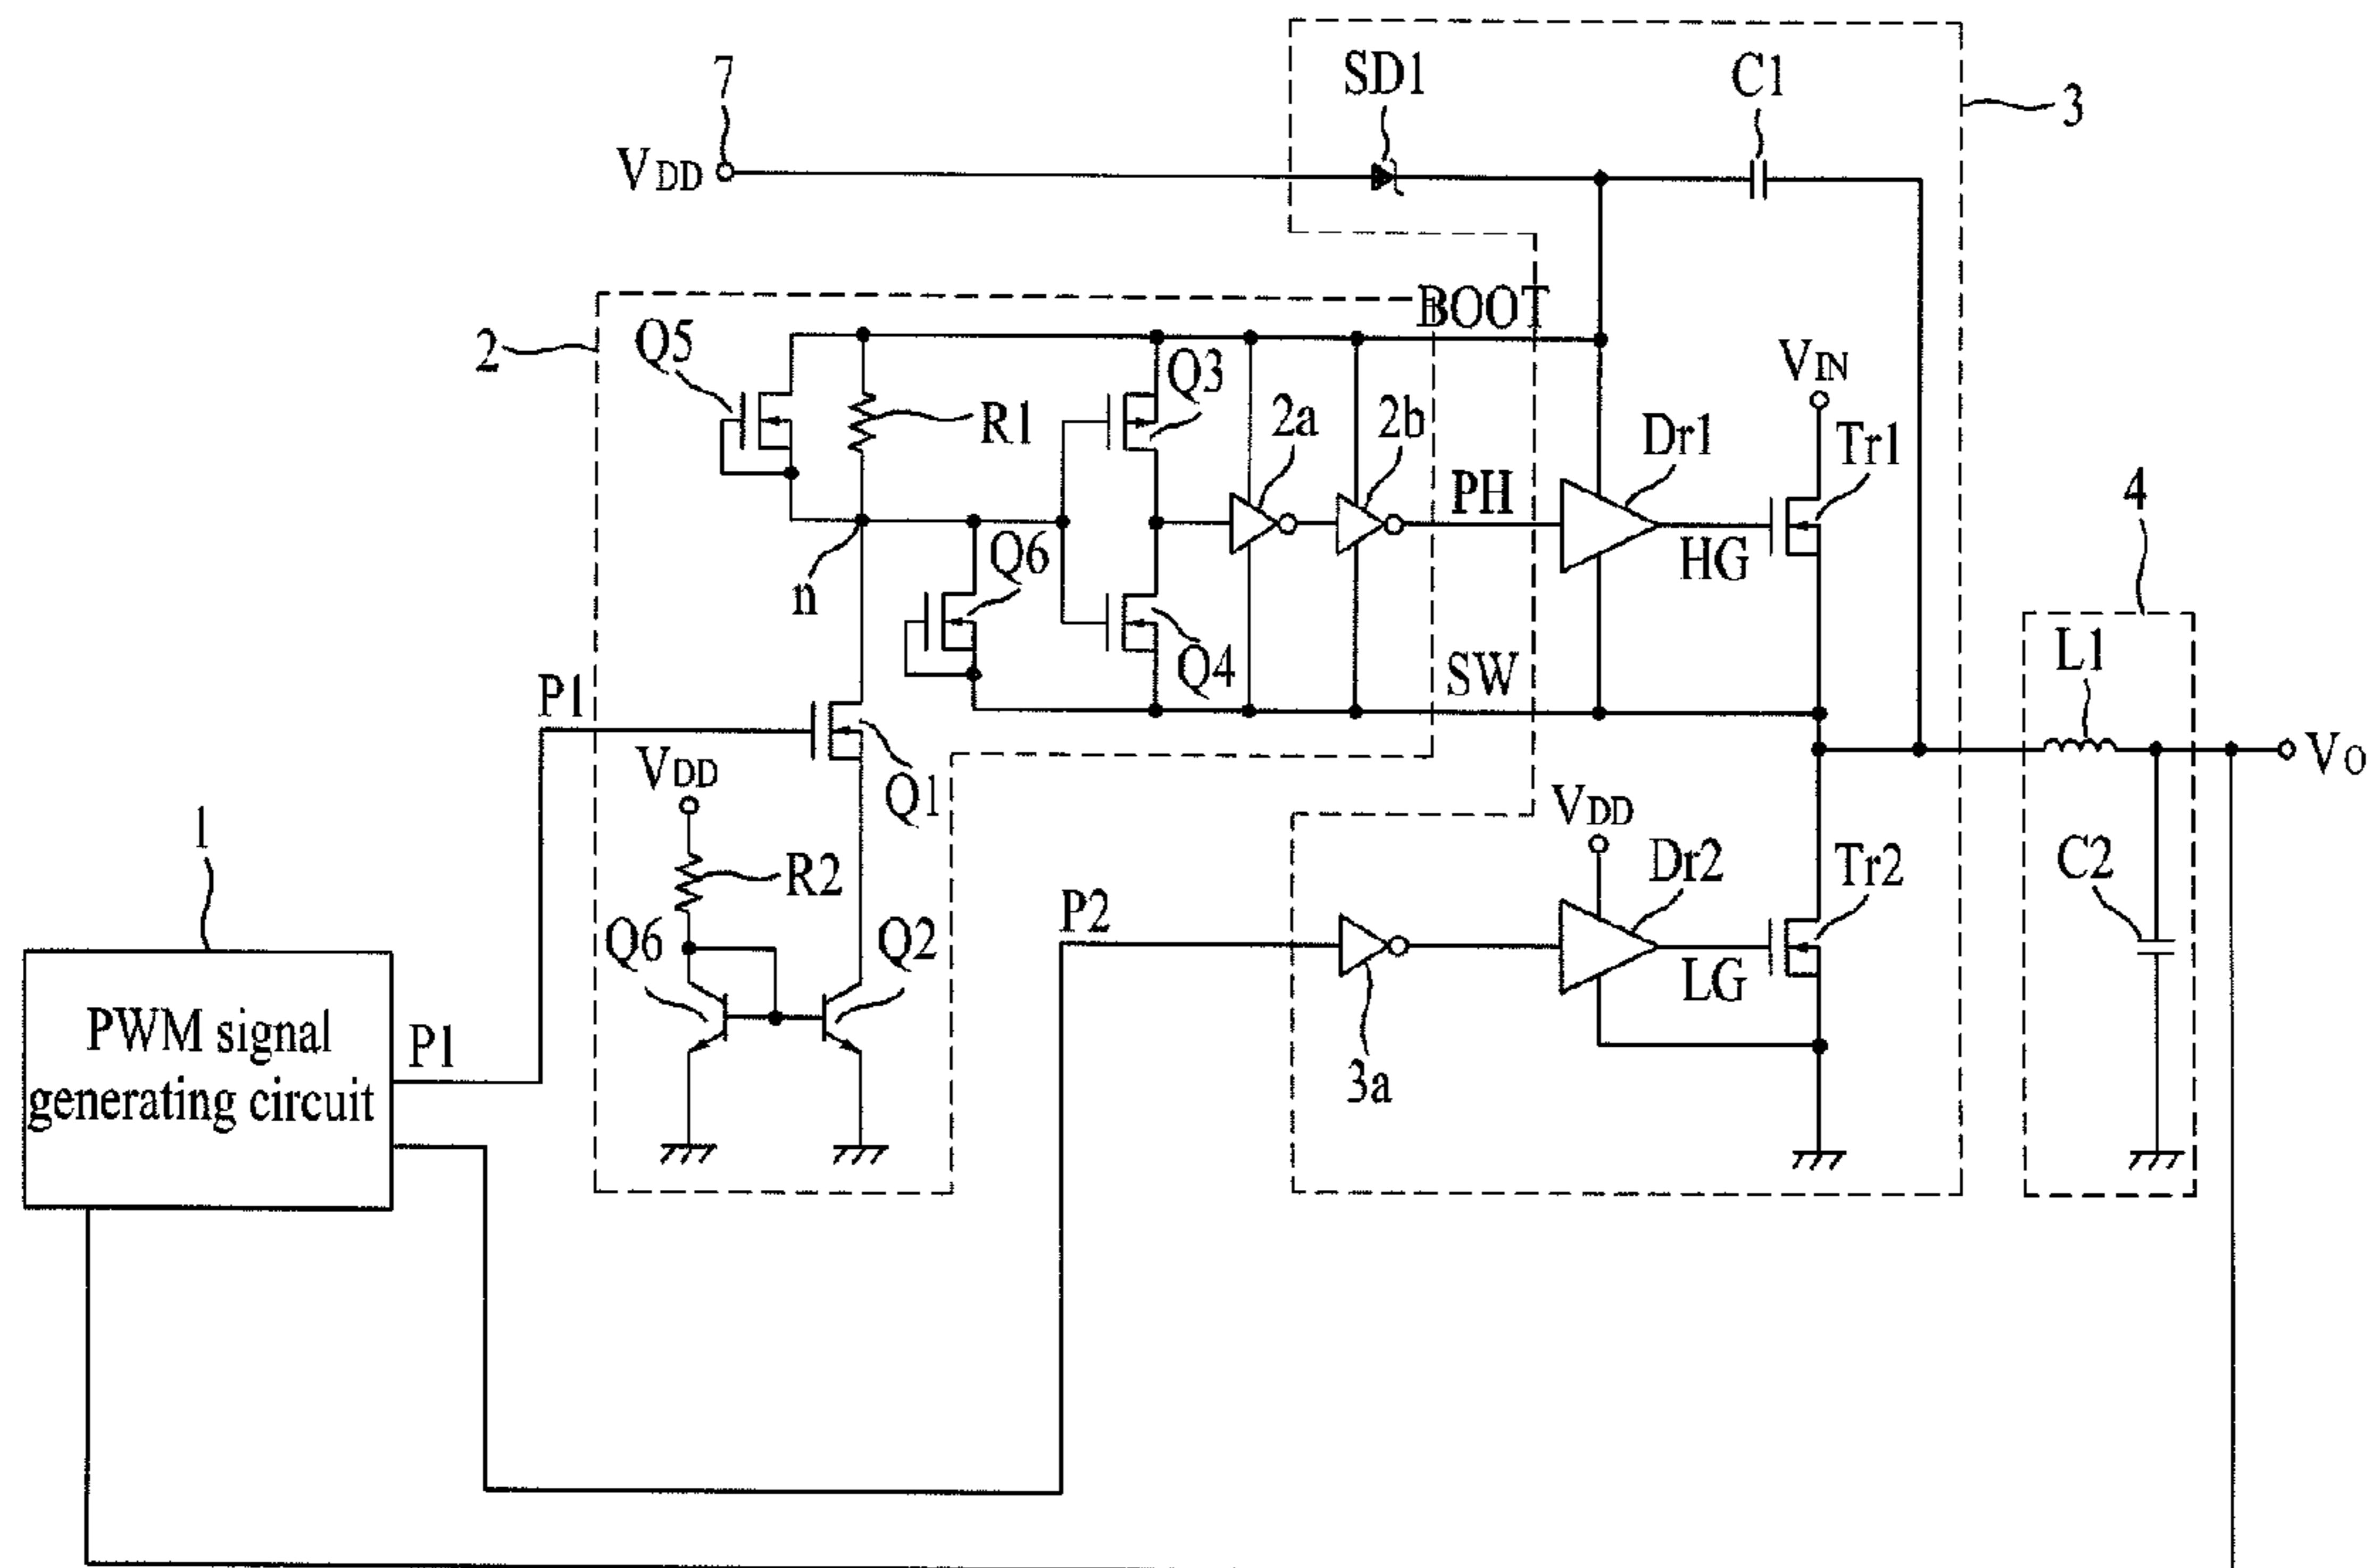 7
SD1
C1
3
VDD
BOOT
2
Q5
Q3
VIN
R1
2a
2b
Dr1
Tr1
PH
4
n
Q6
HG
Q4
SW
L1
P1
VDD
Q1
VO
VDD
1
R2
Dr2
Tr2
C2
P2
Q6
Q2
LG
PWM signal
generating circuit
P1
3a